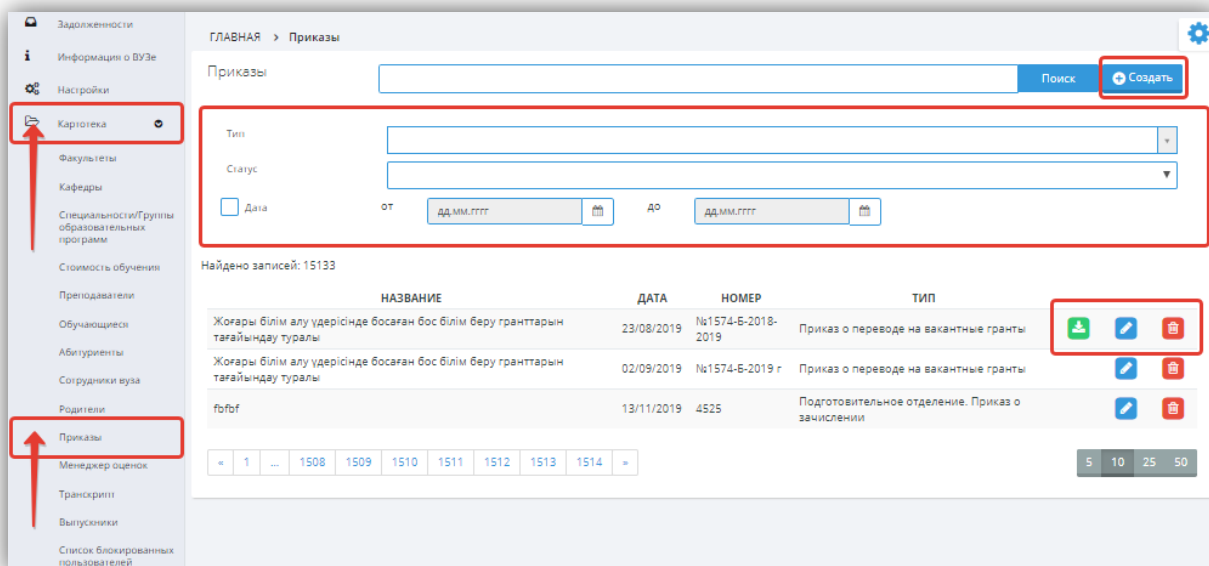 Задолженности
Информация о ВУЗе
Настройки
Картотека
Факультеты
Кафедры
Специальности/Группы
образовательных
программ
Стоимость обучения
Преподаватели
Обучающиеся
Абитуриенты
Сотрудники вуза
Родители
Приказы
Менеджер оценок
Транскрипт
Выпускники
Список блокированных
пользователей
ГЛАВНАЯ > Приказы
Приказы Поиск Создать
Тип
Статус
Дата от дд.мм.гггг до дд.мм.гггг
Найдено записей: 15133
НАЗВАНИЕ ДАТА НОМЕР ТИП
Жоғары білім алу үдерісінде босаған бос білім беру гранттарын
тағайындау туралы
23/08/2019
№1574-Б-2018-
2019
Приказ о переводе на вакантные гранты
Жоғары білім алу үдерісінде босаған бос білім беру гранттарын
тағайындау туралы
02/09/2019 №1574-Б-2019 г Приказ о переводе на вакантные гранты
fbfbf 13/11/2019 4525
Подготовительное отделение. Приказ о
зачислении
« 1 ... 1508 1509 1510 1511 1512 1513 1514 »
5 10 25 50